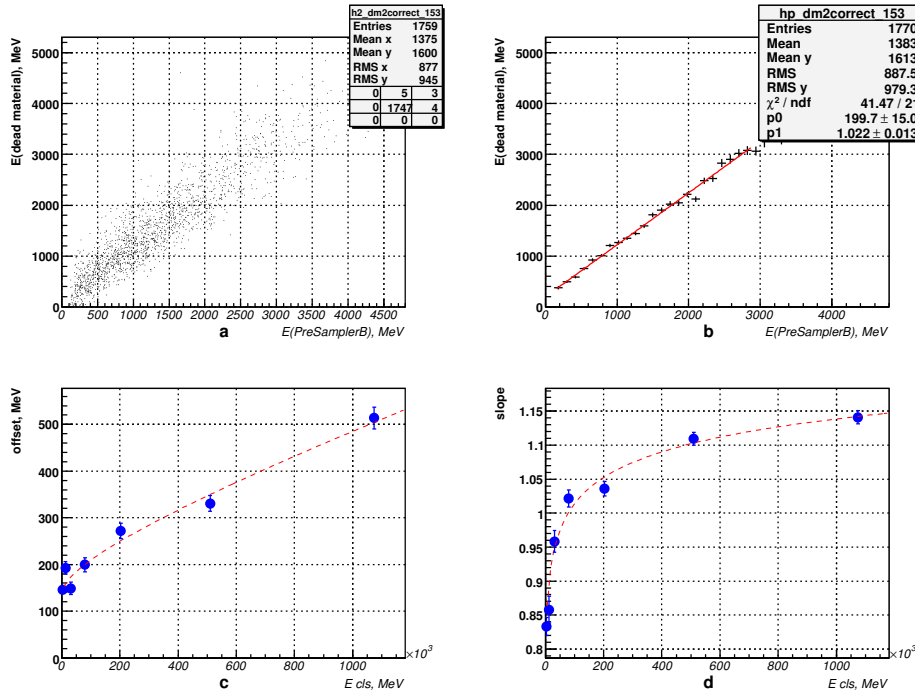 h2_dm2correct_153
Entries 1759
Mean x 1375
Mean y 1600
RMS x 877
RMS y 945
0 5 3
0 1747 4
0 0 0
E(dead material), MeV
5000
4000
3000
2000
1000
0
0 500 1000 1500 2000 2500 3000 3500 4000 4500
a
E(PreSamplerB), MeV
hp_dm2correct_153
Entries 1770
Mean 1383
Mean y 1613
RMS 887.5
RMS y 979.3
χ² / ndf 41.47 / 21
p0 199.7 ± 15.0
p1 1.022 ± 0.013
E(dead material), MeV
5000
4000
3000
2000
1000
0
0 1000 2000 3000 4000
b
E(PreSamplerB), MeV
offset, MeV
500
400
300
200
100
0
0 200 400 600 800 1000
×10³
c
E cls, MeV
slope
1.15
1.1
1.05
1
0.95
0.9
0.85
0.8
0 200 400 600 800 1000
×10³
d
E cls, MeV